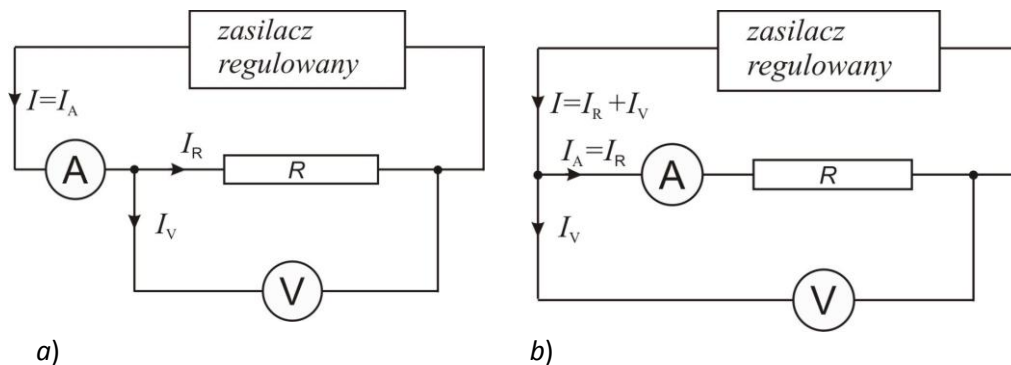 zasilacz
regulowany
I=I_A
I_R
A
R
I_V
V
a)
zasilacz
regulowany
I=I_R+I_V
I_A=I_R
A
R
I_V
V
b)